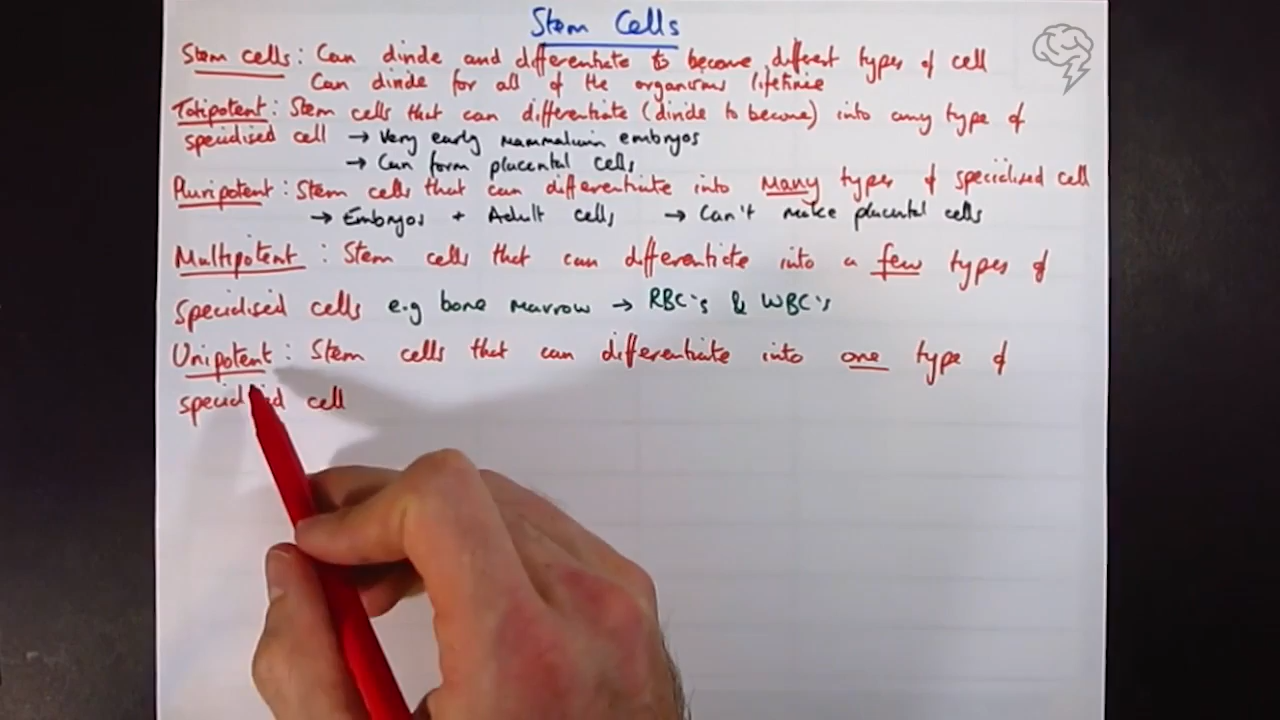 Stem Cells
Stem cells: Can divide and differentiate to become different types of cell
Can divide for all of the organisms lifetime
Totipotent: Stem cells that can differentiate (divide to become) into any type of
specialised cell → Very early mammalian embryos
→ Can form placental cells
Pluripotent: Stem cells that can differentiate into Many types of specialised cell
→ Embryos + Adult cells → Can't make placental cells
Multipotent: Stem cells that can differentiate into a few types of
specialised cells e.g bone marrow → RBC's & WBC's
Unipotent: Stem cells that can differentiate into one type of
cell